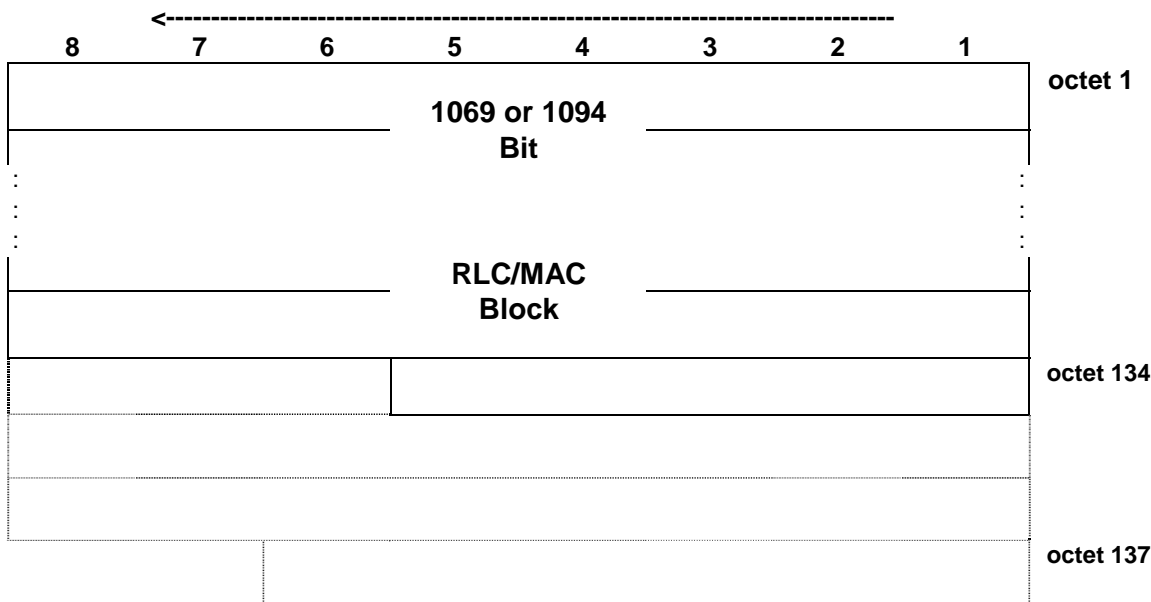 <---------------------------------------------------------------------------------
8 7 6 5 4 3 2 1
octet 1
1069 or 1094
Bit
: :
: :
: :
RLC/MAC
Block
octet 134
octet 137